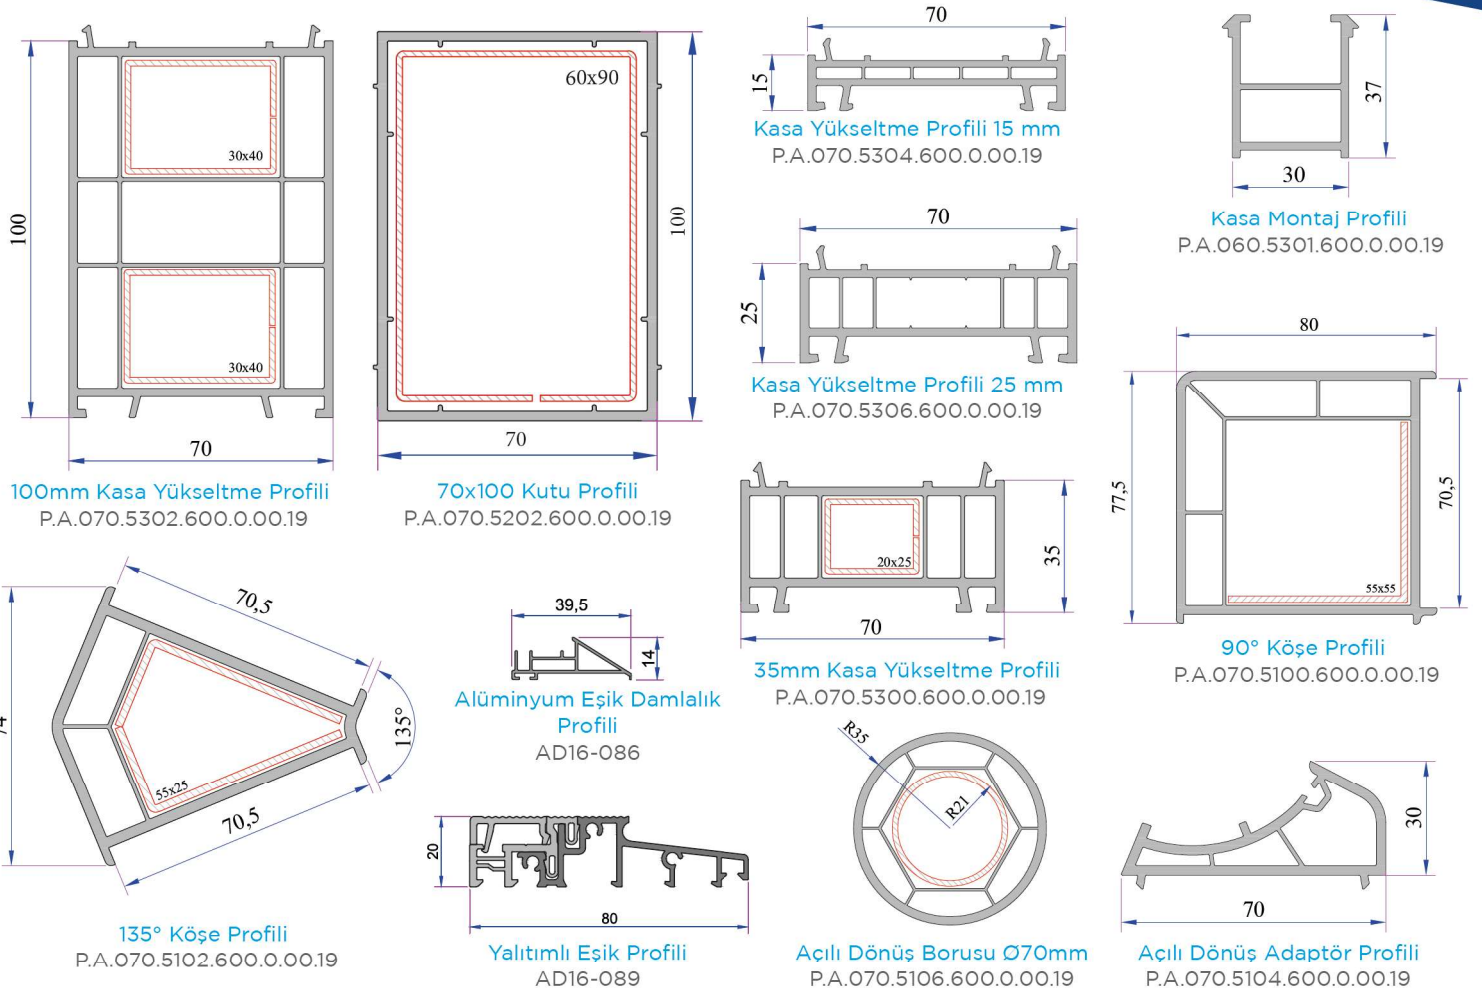 100
30x40
30x40
70
100mm Kasa Yükseltme Profili
P.A.070.5302.600.0.00.19
60x90
100
70
70x100 Kutu Profili
P.A.070.5202.600.0.00.19
70
15
Kasa Yükseltme Profili 15 mm
P.A.070.5304.600.0.00.19
37
30
Kasa Montaj Profili
P.A.060.5301.600.0.00.19
70
25
Kasa Yükseltme Profili 25 mm
P.A.070.5306.600.0.00.19
20x25
35
70
35mm Kasa Yükseltme Profili
P.A.070.5300.600.0.00.19
80
77,5
70,5
55x55
90° Köşe Profili
P.A.070.5100.600.0.00.19
70,5
135°
55x25
70,5
135° Köşe Profili
P.A.070.5102.600.0.00.19
39,5
14
Alüminyum Eşik Damlalık
Profili
AD16-086
20
80
Yalıtımlı Eşik Profili
AD16-089
R35
R21
Açılı Dönüş Borusu Ø70mm
P.A.070.5106.600.0.00.19
30
70
Açılı Dönüş Adaptör Profili
P.A.070.5104.600.0.00.19